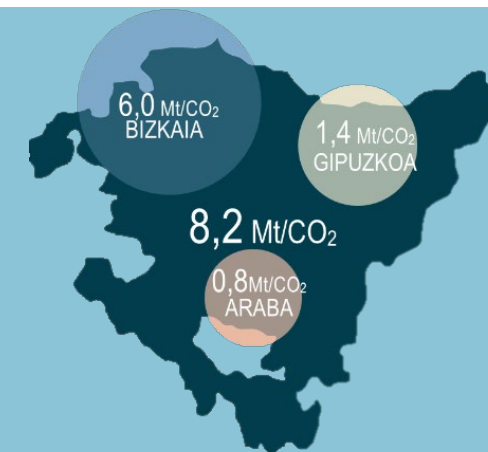 6,0 Mt/CO₂
BIZKAIA
1,4 Mt/CO₂
GIPUZKOA
8,2 Mt/CO₂
0,8Mt/CO₂
ARABA